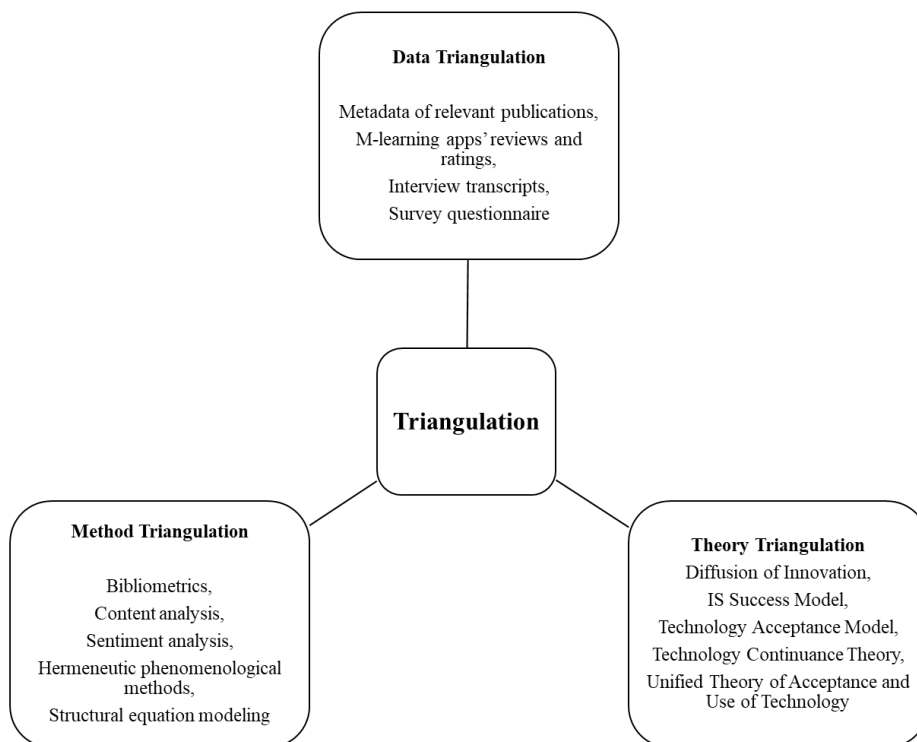 Data Triangulation
Metadata of relevant publications,
M-learning apps’ reviews and
ratings,
Interview transcripts,
Survey questionnaire
Triangulation
Method Triangulation
Bibliometrics,
Content analysis,
Sentiment analysis,
Hermeneutic phenomenological
methods,
Structural equation modeling
Theory Triangulation
Diffusion of Innovation,
IS Success Model,
Technology Acceptance Model,
Technology Continuance Theory,
Unified Theory of Acceptance and
Use of Technology